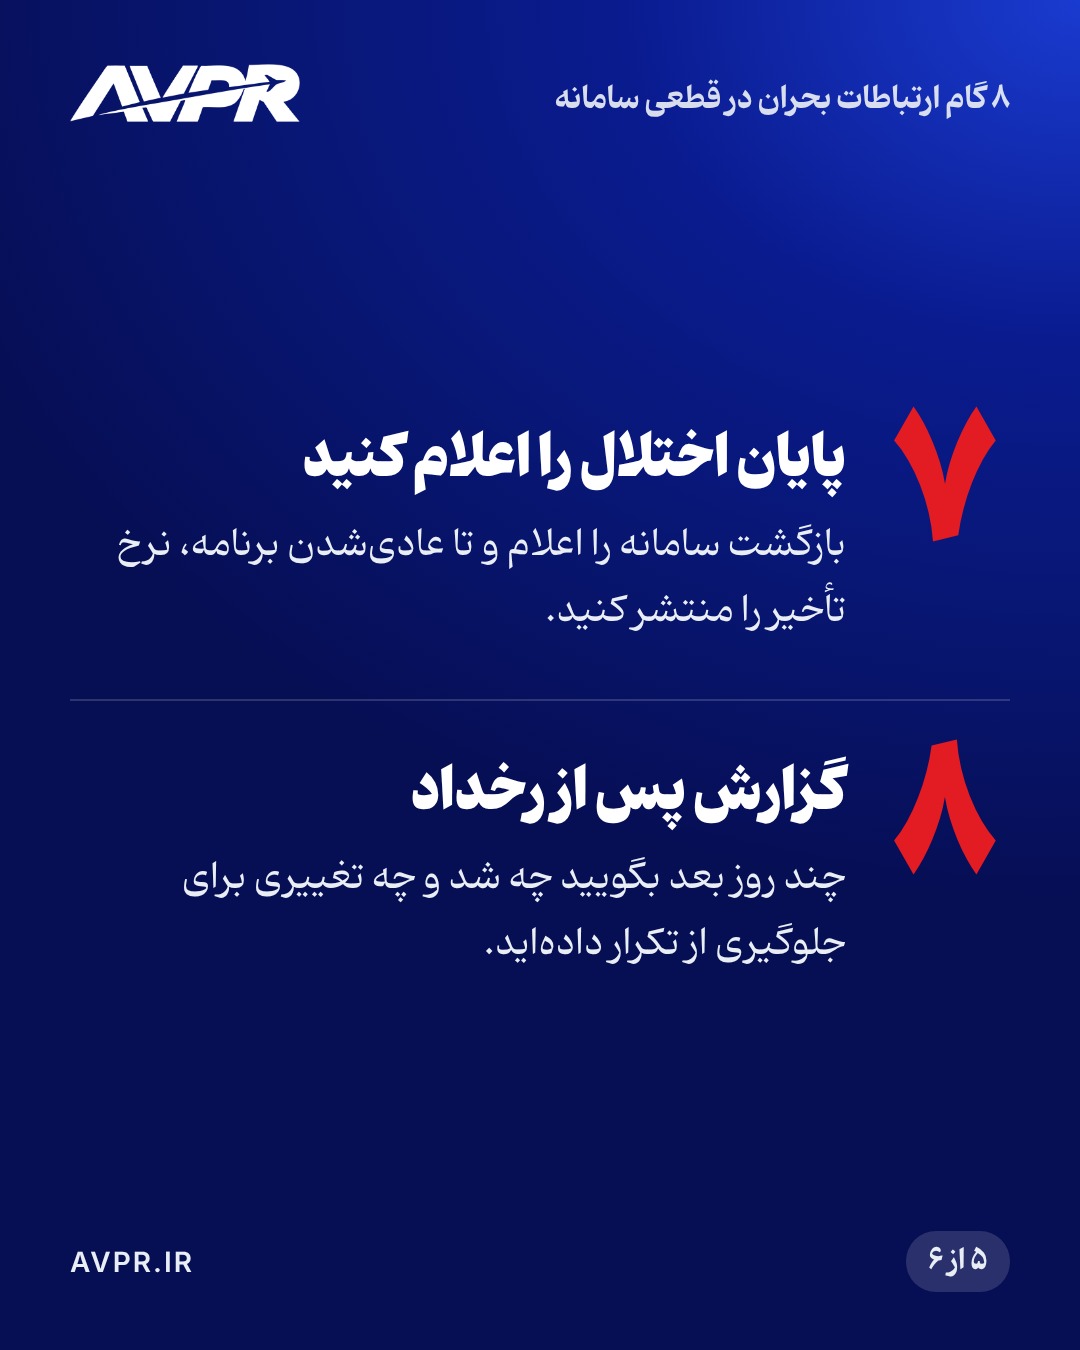 ۸ گام ارتباطات بحران در قطعی سامانه
AVPR
۷
پایان اختلال را اعلام کنید
بازگشت سامانه را اعلام و تا عادی‌شدن برنامه، نرخ
تأخیر را منتشر کنید.
۸
گزارش پس از رخداد
چند روز بعد بگویید چه شد و چه تغییری برای
جلوگیری از تکرار داده‌اید.
۵ از ۶
AVPR.IR